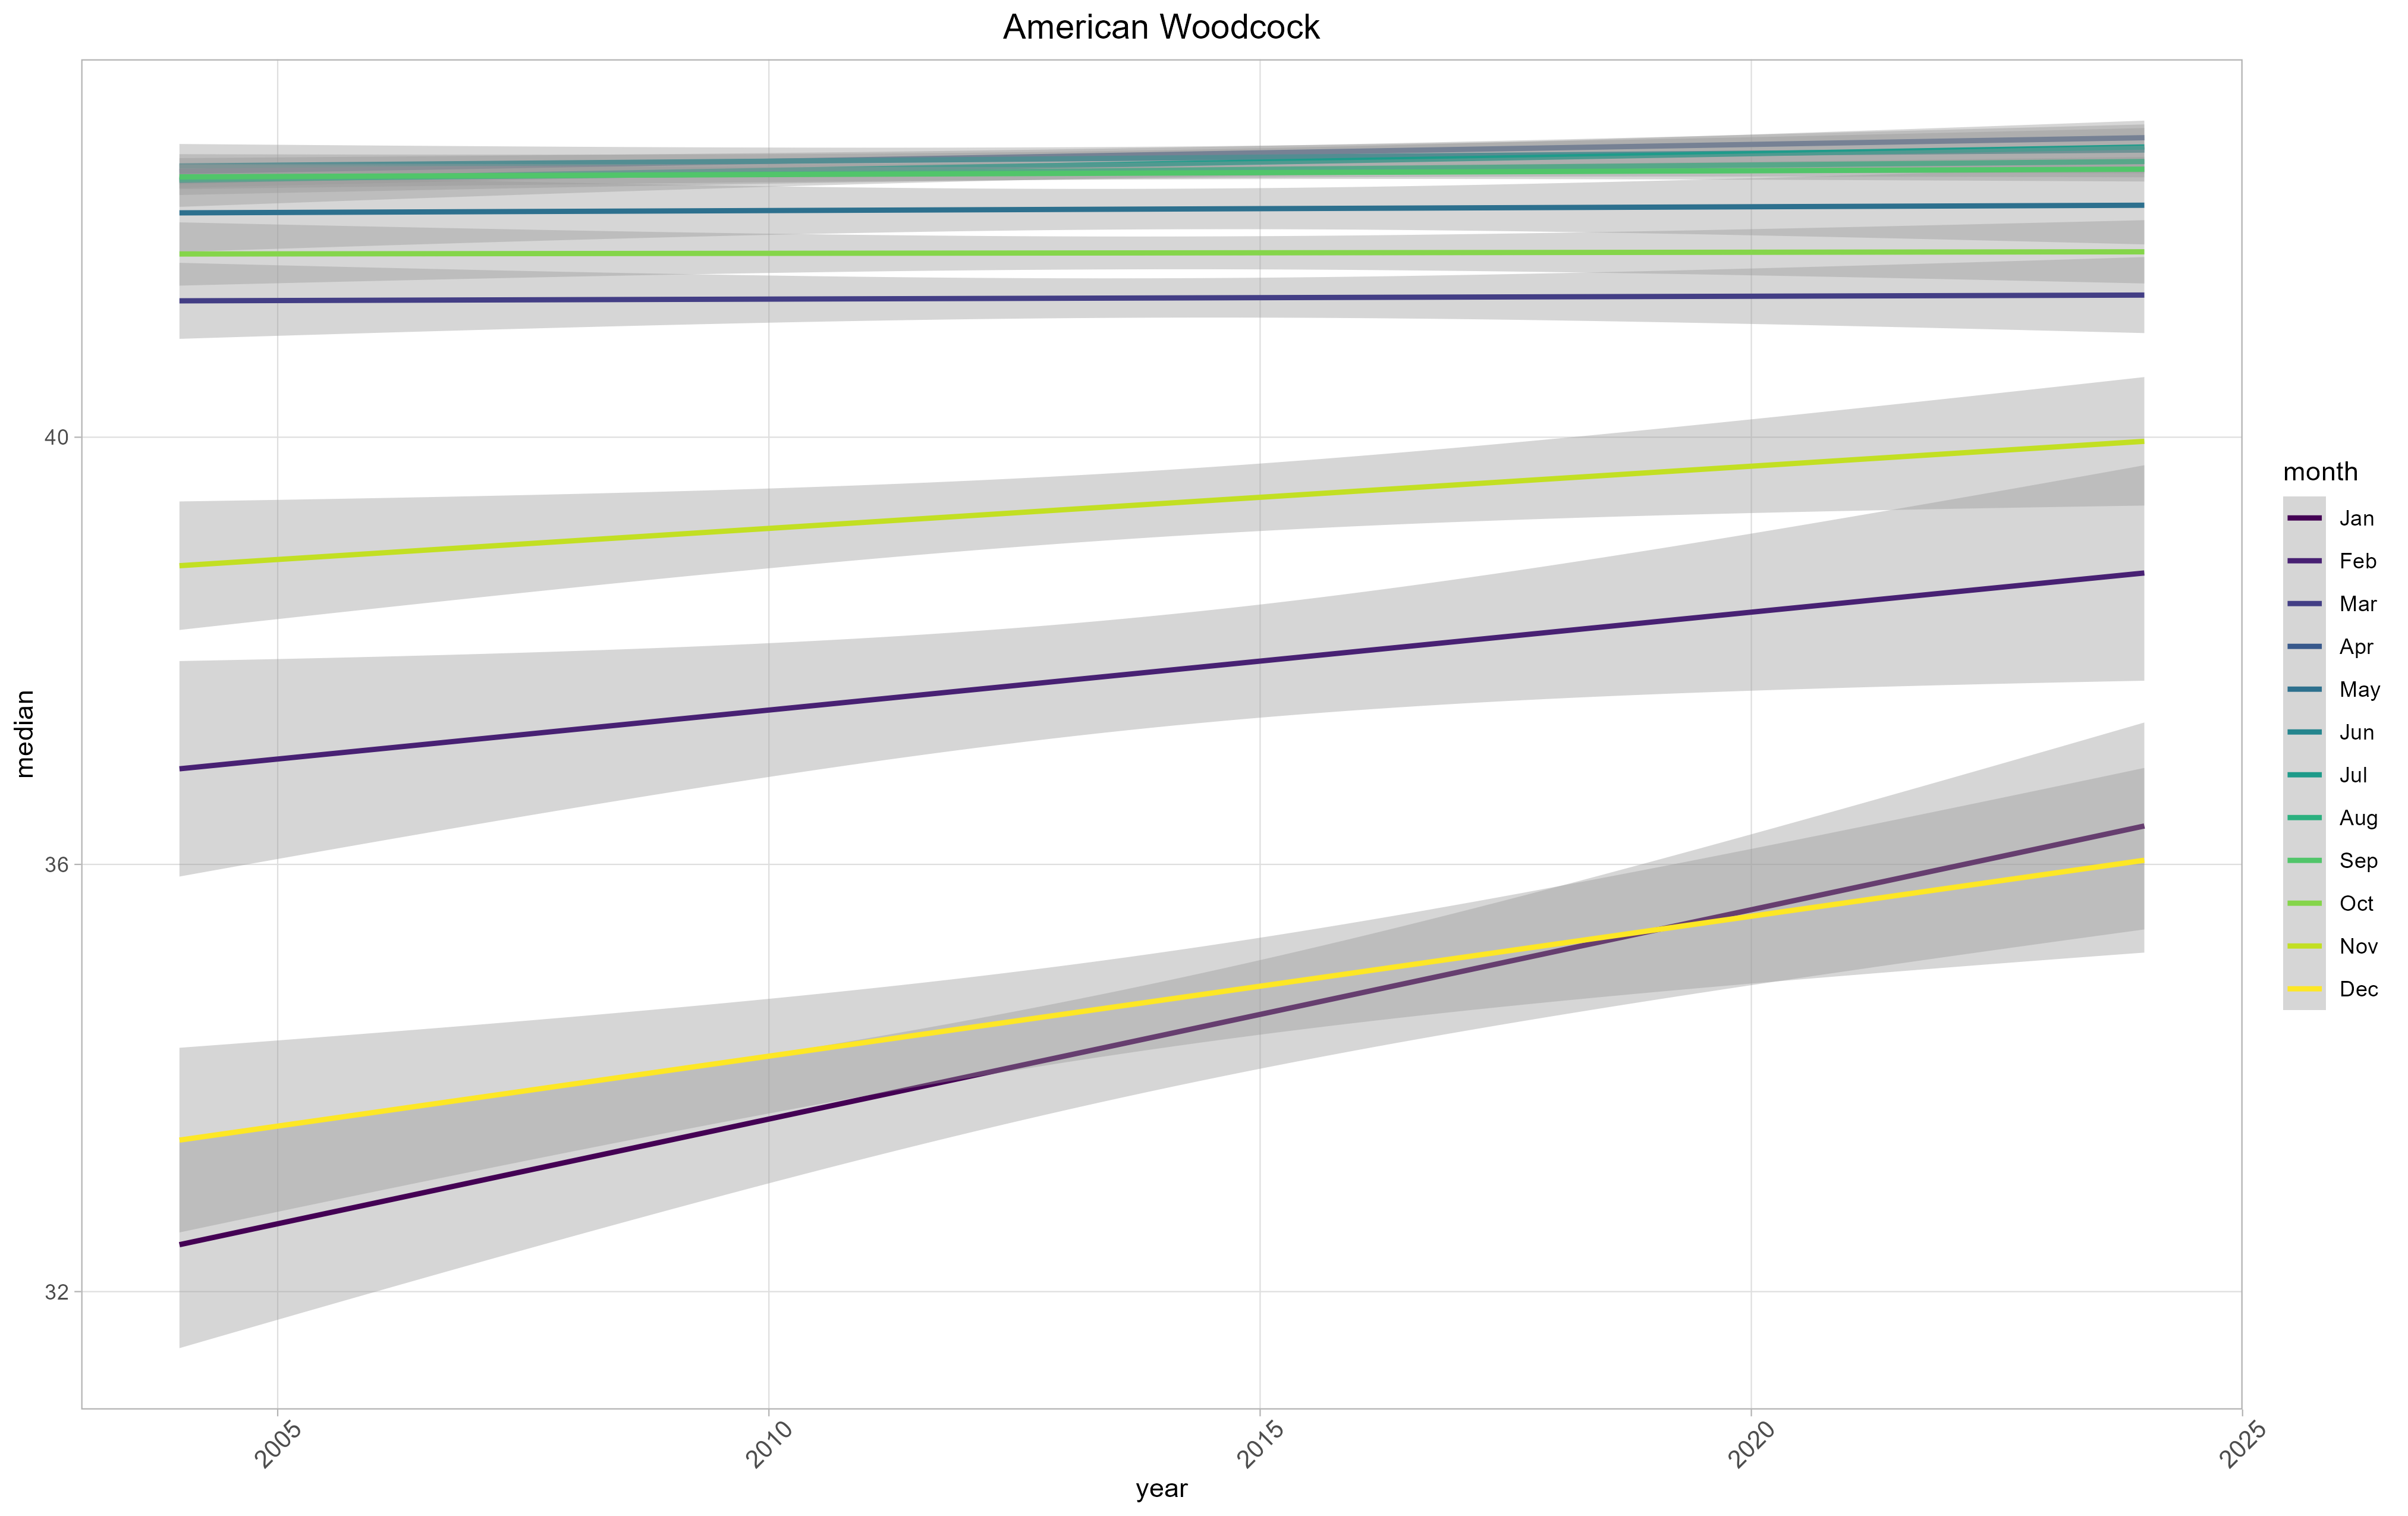 American Woodcock
median
40
36
32
2005
2010
2015
2020
2025
year
month
Jan
Feb
Mar
Apr
May
Jun
Jul
Aug
Sep
Oct
Nov
Dec